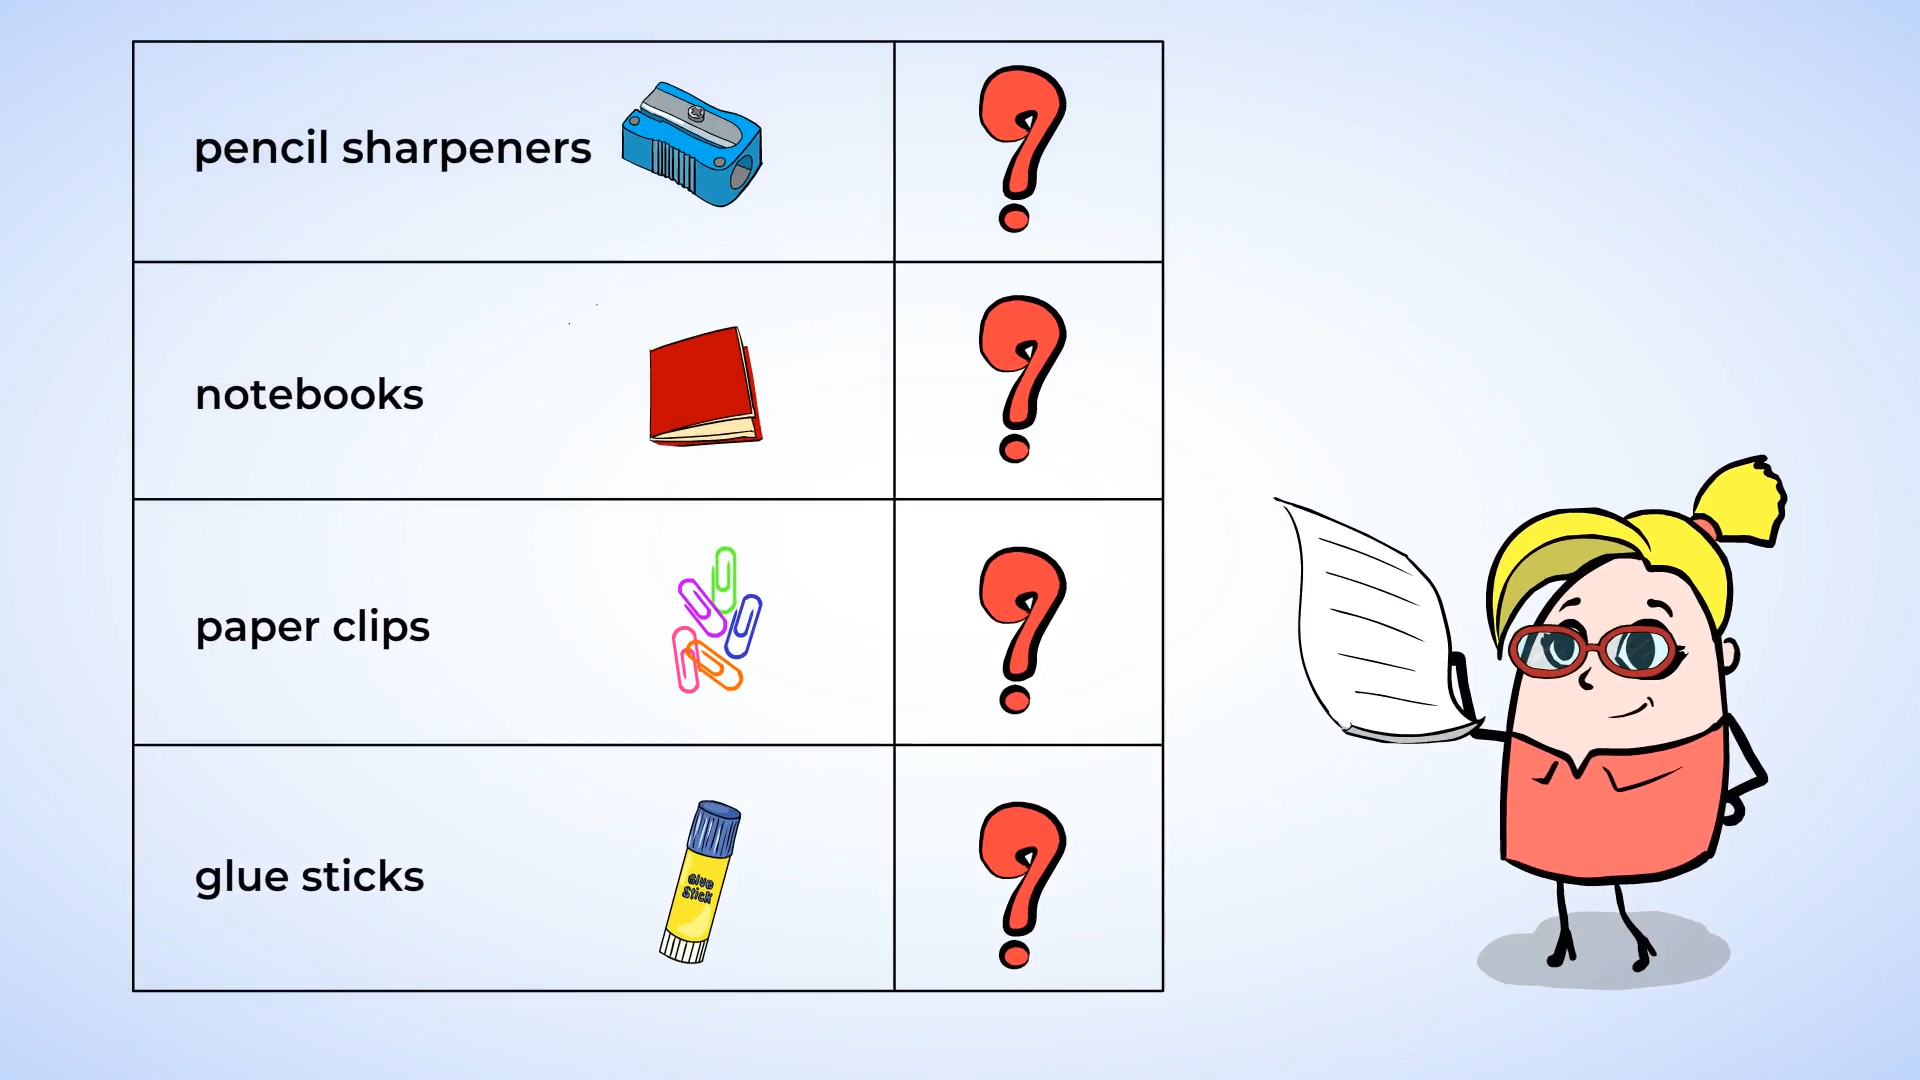 pencil sharpeners
notebooks
paper clips
glue sticks
Glue
Stick